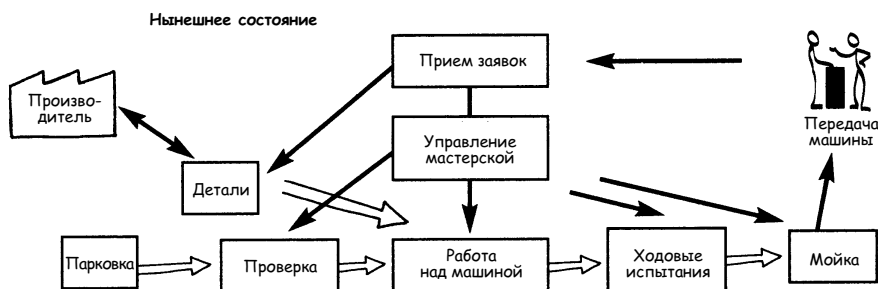 Нынешнее состояние
Прием заявок
Произво-
дитель
Управление
мастерской
Передача
машины
Детали
Парковка
Проверка
Работа
над машиной
Ходовые
испытания
Мойка